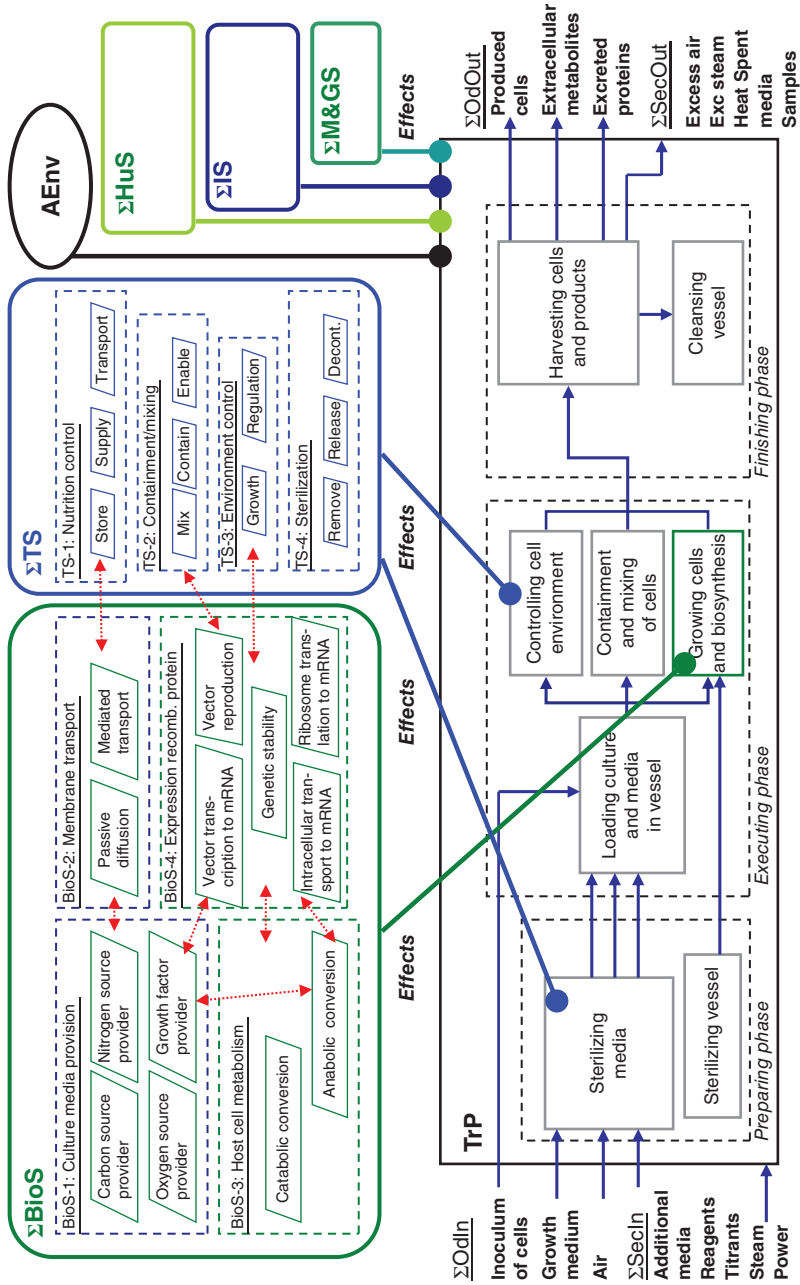 ΣBioS
BioS-1: Culture media provision
Carbon source
provider
Nitrogen source
provider
Oxygen source
provider
Growth factor
provider
BioS-2: Membrane transport
Passive
diffusion
Mediated
transport
BioS-3: Host cell metabolism
Catabolic conversion
Anabolic conversion
BioS-4: Expression recomb. protein
Vector trans-
cription to mRNA
Vector
reproduction
Genetic stability
Intracellular tran-
sport to mRNA
Ribosome trans-
lation to mRNA
ΣTS
TS-1: Nutrition control
Store
Supply
Transport
TS-2: Containment/mixing
Mix
Contain
Enable
TS-3: Environment control
Growth
Regulation
TS-4: Sterilization
Remove
Release
Decont.
AEnv
ΣHuS
ΣIS
ΣM&GS
Effects
Effects
Effects
Effects
TrP
ΣOdIn
Inoculum
of cells
Growth
medium
Air
ΣSecIn
Additional
media
Reagents
Titrants
Steam
Power
Sterilizing
media
Sterilizing vessel
Preparing phase
Loading culture
and media
in vessel
Controlling cell
environment
Containment
and mixing
of cells
Growing cells
and biosynthesis
Executing phase
Harvesting cells
and products
Cleansing
vessel
Finishing phase
ΣOdOut
Produced
cells
Extracellular
metabolites
Excreted
proteins
ΣSecOut
Excess air
Exc steam
Heat Spent
media
Samples